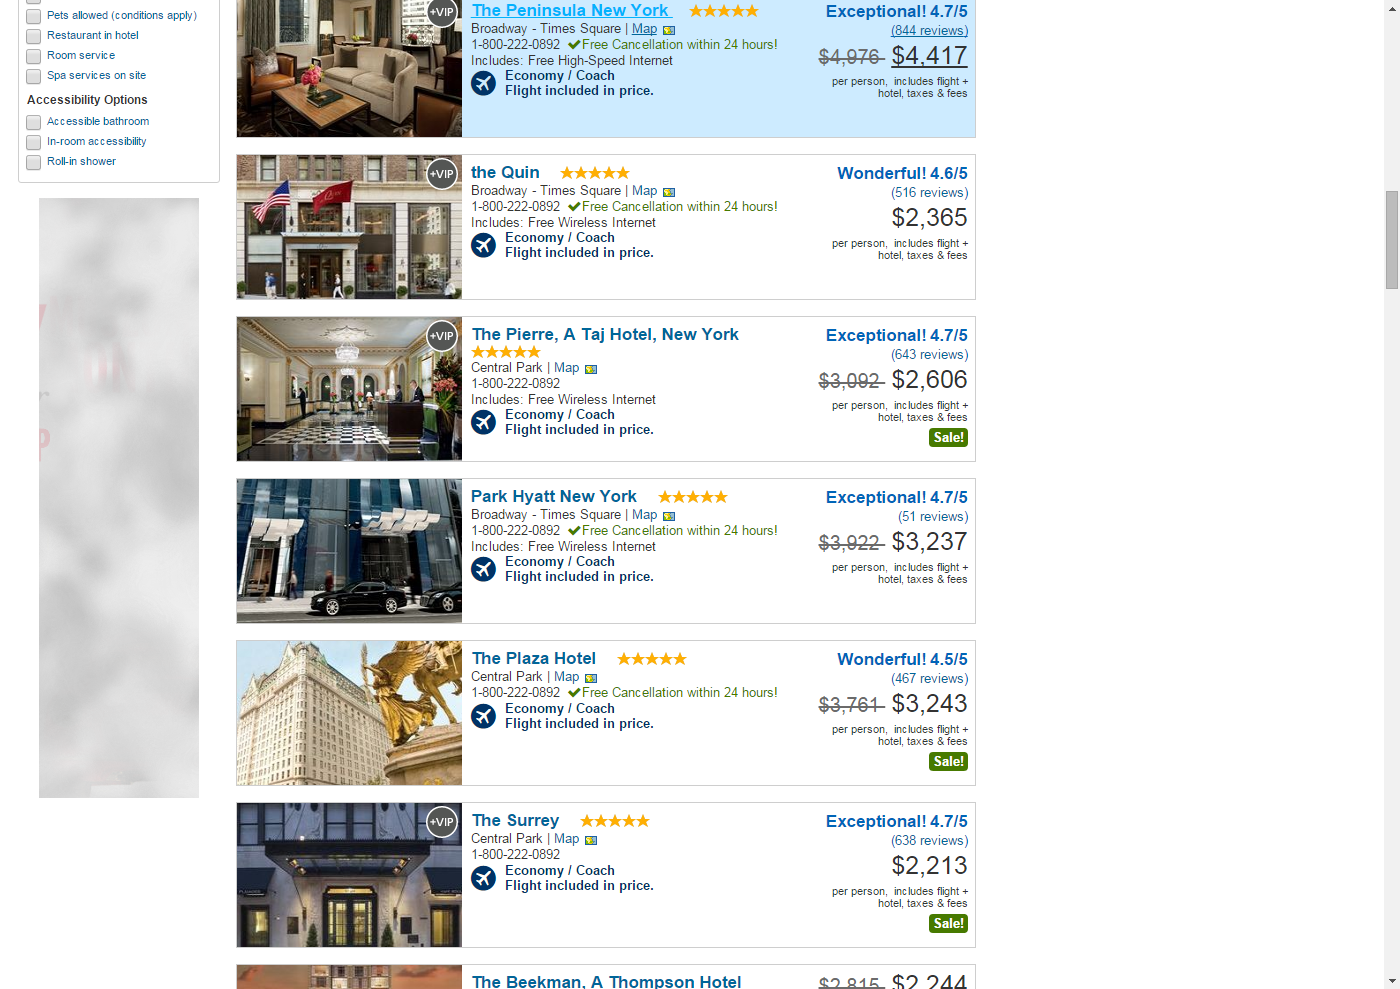 Pets allowed (conditions apply)
Restaurant in hotel
Room service
Spa services on site
Accessibility Options
Accessible bathroom
In-room accessibility
Roll-in shower
+VIP
The Peninsula New York
Broadway - Times Square | Map
1-800-222-0892 Free Cancellation within 24 hours!
Includes: Free High-Speed Internet
Economy / Coach
Flight included in price.
Exceptional! 4.7/5
(844 reviews)
$4,976 $4,417
per person, includes flight +
hotel, taxes & fees
+VIP
the Quin
Broadway - Times Square | Map
1-800-222-0892 Free Cancellation within 24 hours!
Includes: Free Wireless Internet
Economy / Coach
Flight included in price.
Wonderful! 4.6/5
(516 reviews)
$2,365
per person, includes flight +
hotel, taxes & fees
+VIP
The Pierre, A Taj Hotel, New York
Central Park | Map
1-800-222-0892
Includes: Free Wireless Internet
Economy / Coach
Flight included in price.
Exceptional! 4.7/5
(643 reviews)
$3,092 $2,606
per person, includes flight +
hotel, taxes & fees
Sale!
Park Hyatt New York
Broadway - Times Square | Map
1-800-222-0892 Free Cancellation within 24 hours!
Includes: Free Wireless Internet
Economy / Coach
Flight included in price.
Exceptional! 4.7/5
(51 reviews)
$3,922 $3,237
per person, includes flight +
hotel, taxes & fees
The Plaza Hotel
Central Park | Map
1-800-222-0892 Free Cancellation within 24 hours!
Economy / Coach
Flight included in price.
Wonderful! 4.5/5
(467 reviews)
$3,761 $3,243
per person, includes flight +
hotel, taxes & fees
Sale!
+VIP
The Surrey
Central Park | Map
1-800-222-0892
Economy / Coach
Flight included in price.
Exceptional! 4.7/5
(638 reviews)
$2,213
per person, includes flight +
hotel, taxes & fees
Sale!
The Beekman, A Thompson Hotel
$2,815 $2,244